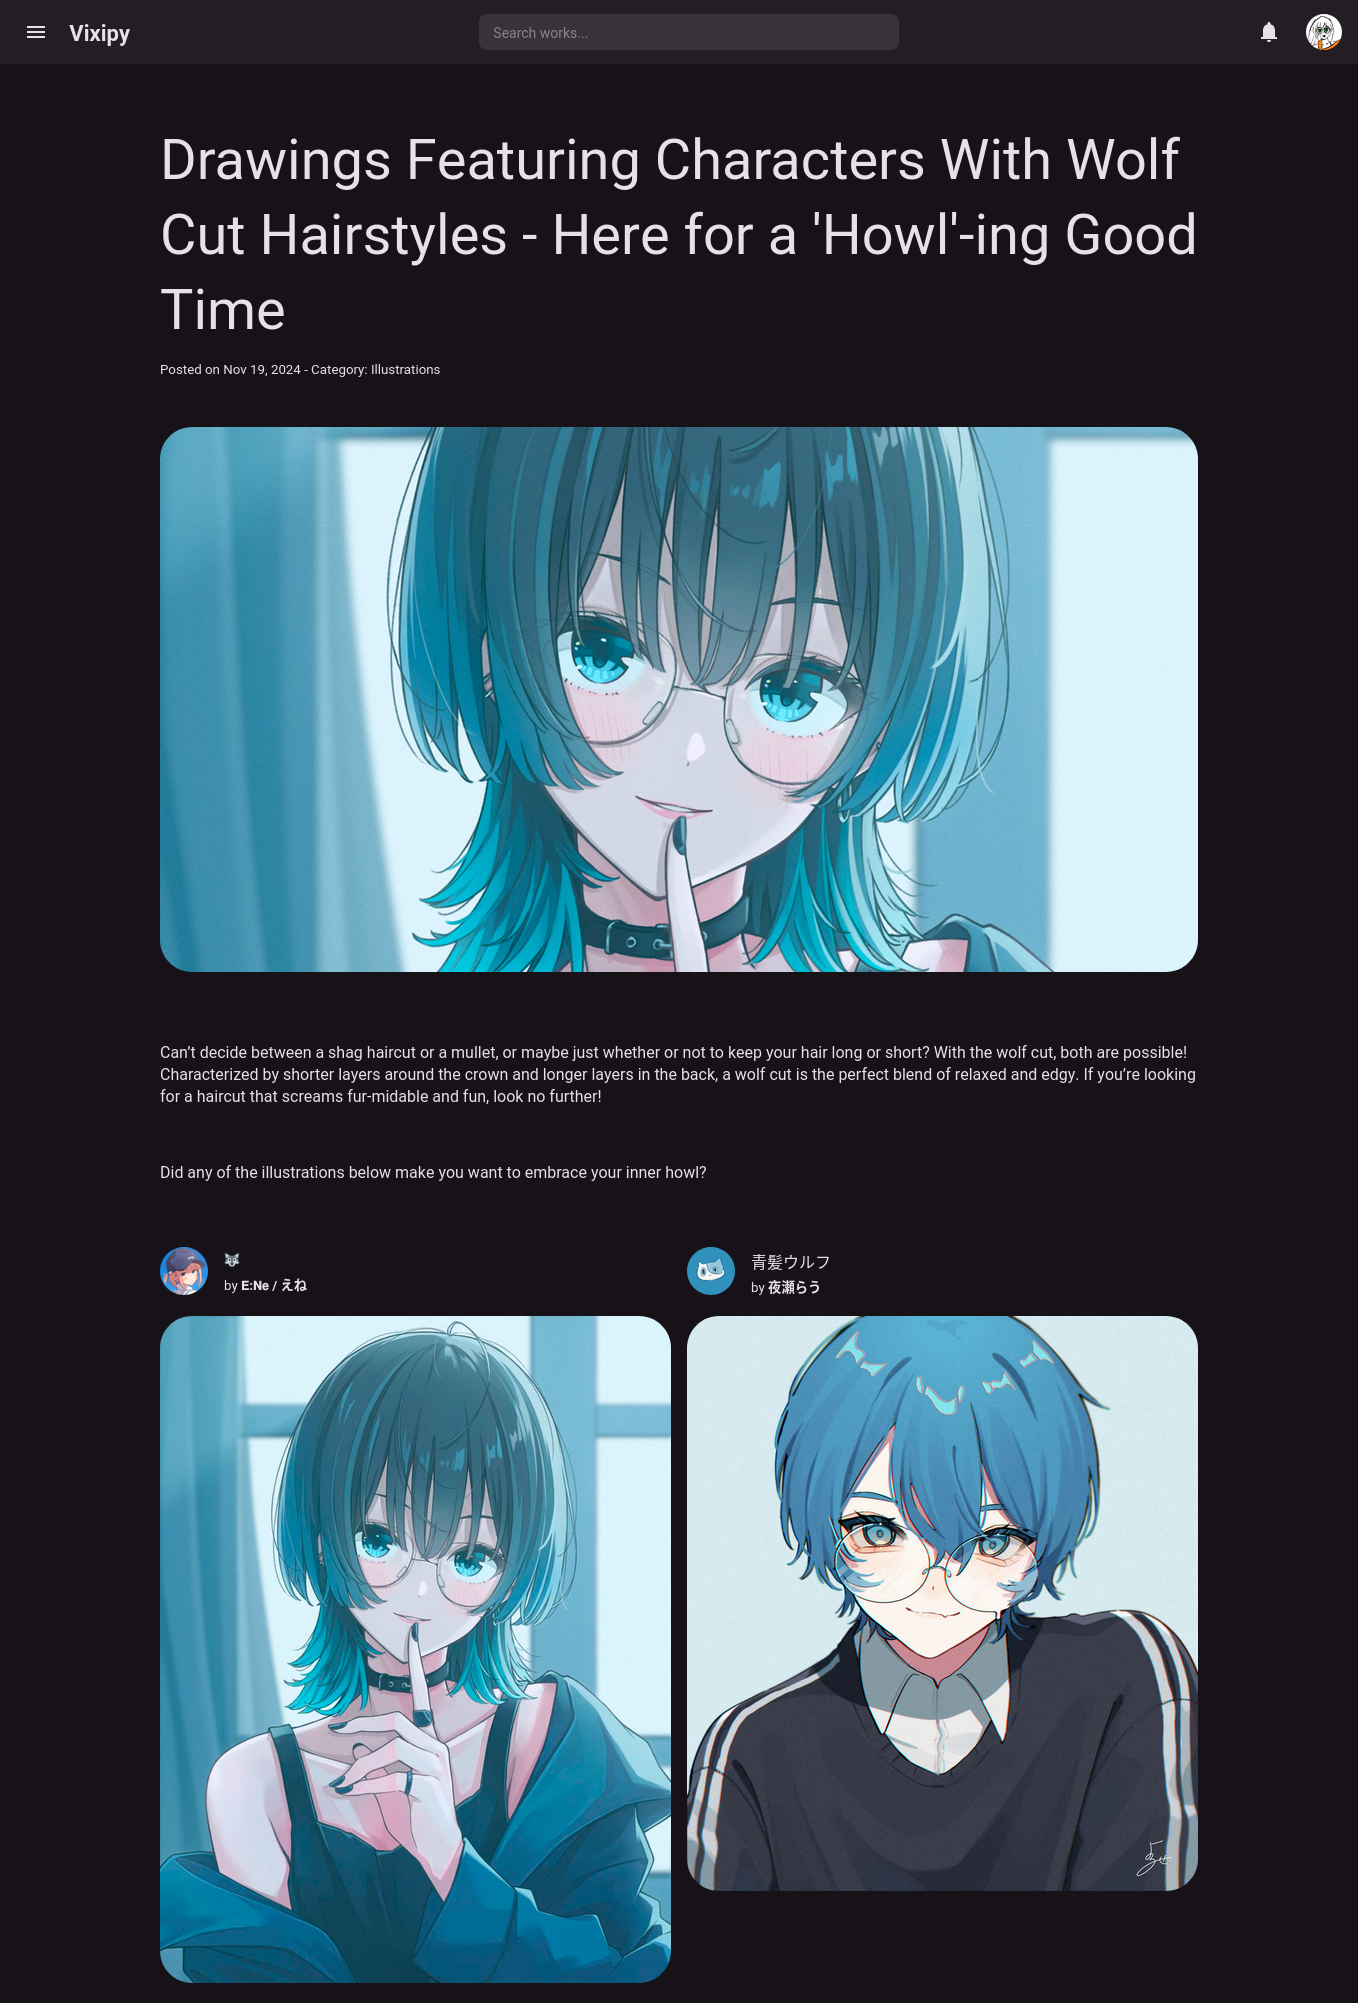 Vixipy
Search works...
Drawings Featuring Characters With Wolf
Cut Hairstyles - Here for a 'Howl'-ing Good
Time
Posted on Nov 19, 2024 - Category: Illustrations
Can’t decide between a shag haircut or a mullet, or maybe just whether or not to keep your hair long or short? With the wolf cut, both are possible!
Characterized by shorter layers around the crown and longer layers in the back, a wolf cut is the perfect blend of relaxed and edgy. If you’re looking
for a haircut that screams fur-midable and fun, look no further!
Did any of the illustrations below make you want to embrace your inner howl?
🐺
by E:Ne / えね
青髪ウルフ
by 夜瀬らう